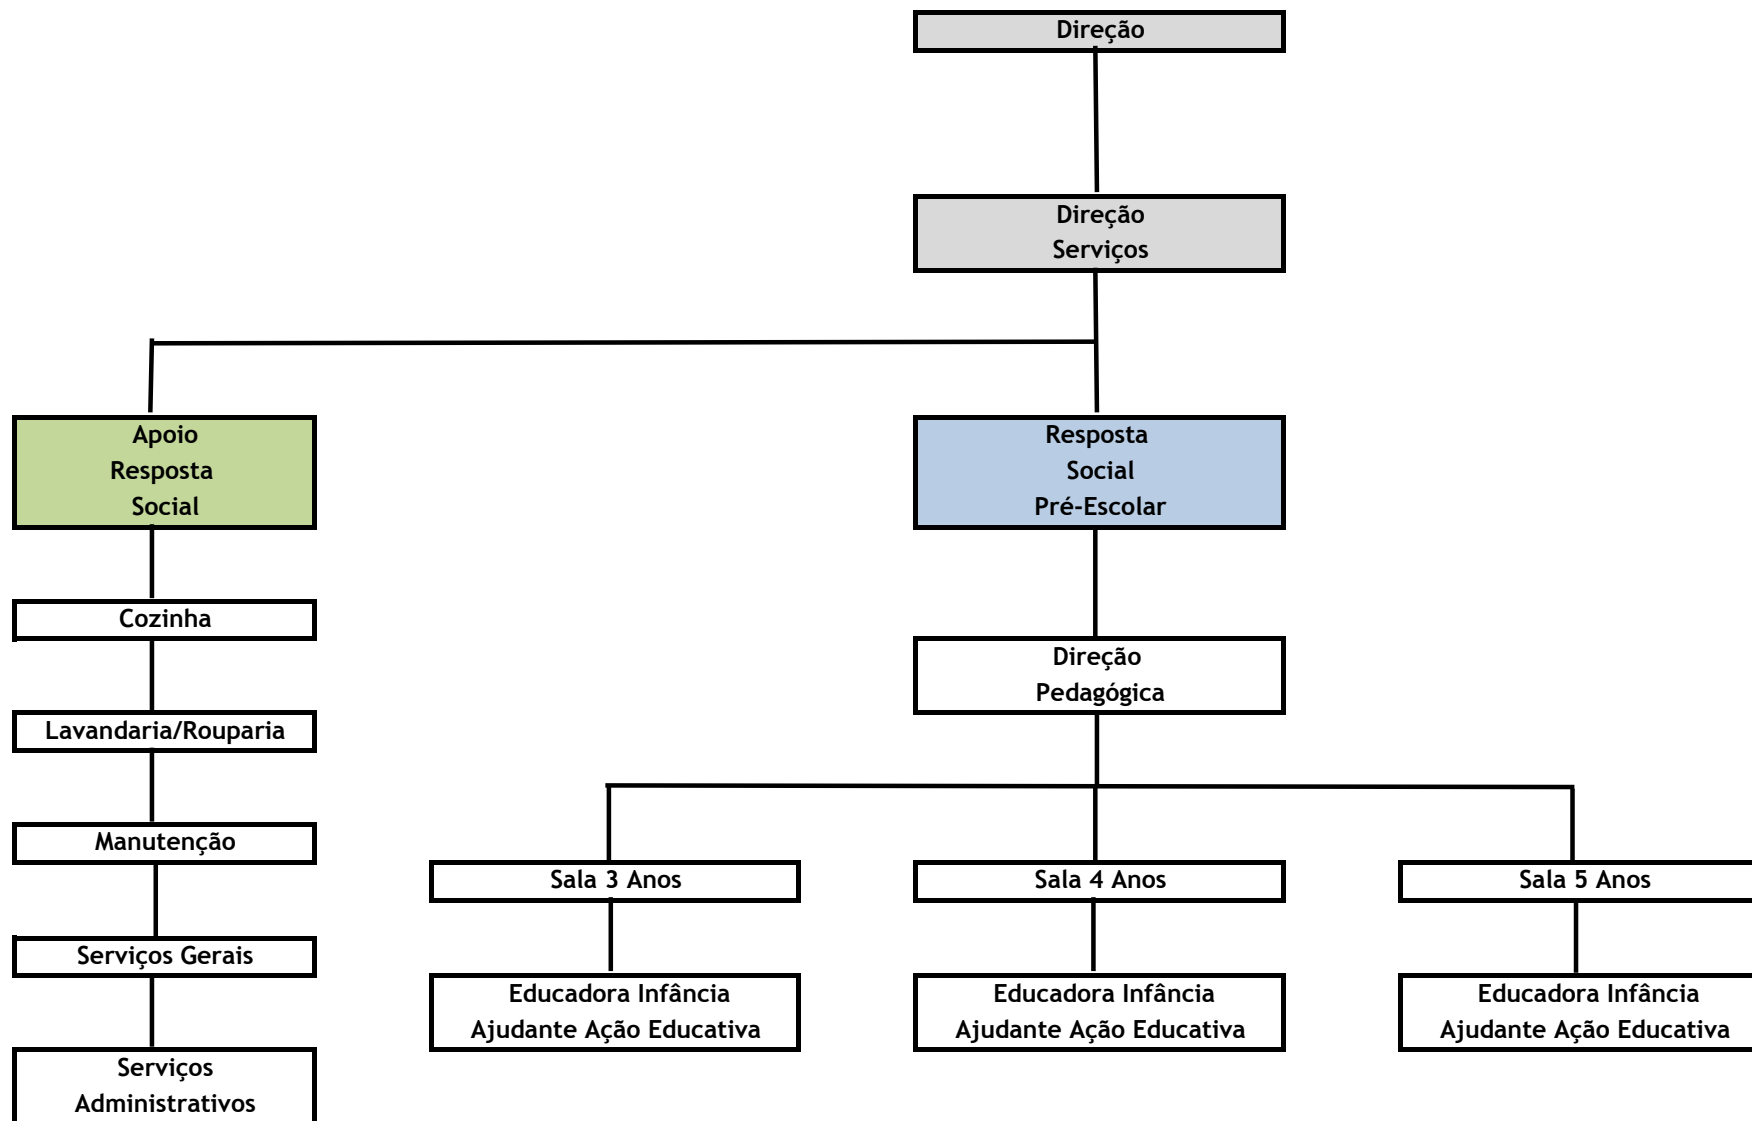 Direção
Direção
Serviços
Apoio
Resposta
Social
Resposta
Social
Pré-Escolar
Cozinha
Direção
Pedagógica
Lavandaria/Rouparia
Manutenção
Sala 3 Anos
Sala 4 Anos
Sala 5 Anos
Serviços Gerais
Educadora Infância
Ajudante Ação Educativa
Educadora Infância
Ajudante Ação Educativa
Educadora Infância
Ajudante Ação Educativa
Serviços
Administrativos